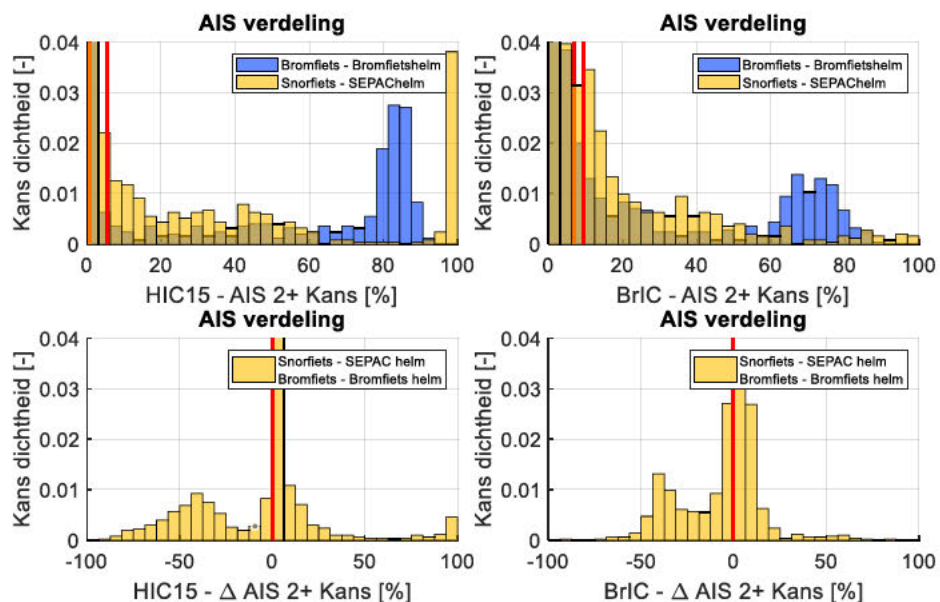 AIS verdeling
Kans dichtheid [-]
0.04
0.03
0.02
0.01
0
Bromfiets - Bromfietshelm
Snorfiets - SEPAChelm
0 20 40 60 80 100
HIC15 - AIS 2+ Kans [%]
AIS verdeling
Kans dichtheid [-]
0.04
0.03
0.02
0.01
0
Bromfiets - Bromfietshelm
Snorfiets - SEPAChelm
0 20 40 60 80 100
BrIC - AIS 2+ Kans [%]
AIS verdeling
Kans dichtheid [-]
0.04
0.03
0.02
0.01
0
Snorfiets - SEPAC helm
Bromfiets - Bromfiets helm
-100 -50 0 50 100
HIC15 - Δ AIS 2+ Kans [%]
AIS verdeling
Kans dichtheid [-]
0.04
0.03
0.02
0.01
0
Snorfiets - SEPAC helm
Bromfiets - Bromfiets helm
-100 -50 0 50 100
BrIC - Δ AIS 2+ Kans [%]